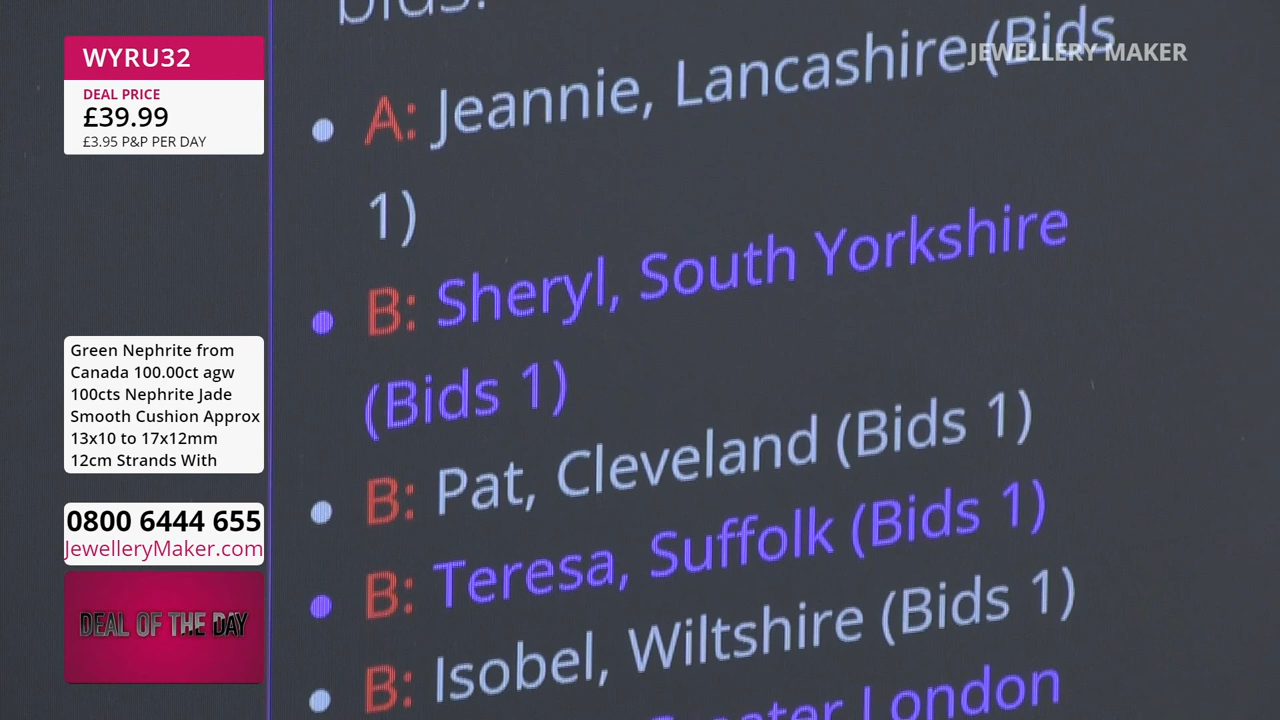 WYRU32
DEAL PRICE
£39.99
£3.95 P&P PER DAY
Green Nephrite from
Canada 100.00ct agw
100cts Nephrite Jade
Smooth Cushion Approx
13x10 to 17x12mm
12cm Strands With
0800 6444 655
JewelleryMaker.com
DEAL OF THE DAY
JEWELLERY MAKER
bids:
A: Jeannie, Lancashire (Bids
1)
B: Sheryl, South Yorkshire
(Bids 1)
B: Pat, Cleveland (Bids 1)
B: Teresa, Suffolk (Bids 1)
B: Isobel, Wiltshire (Bids 1)
London